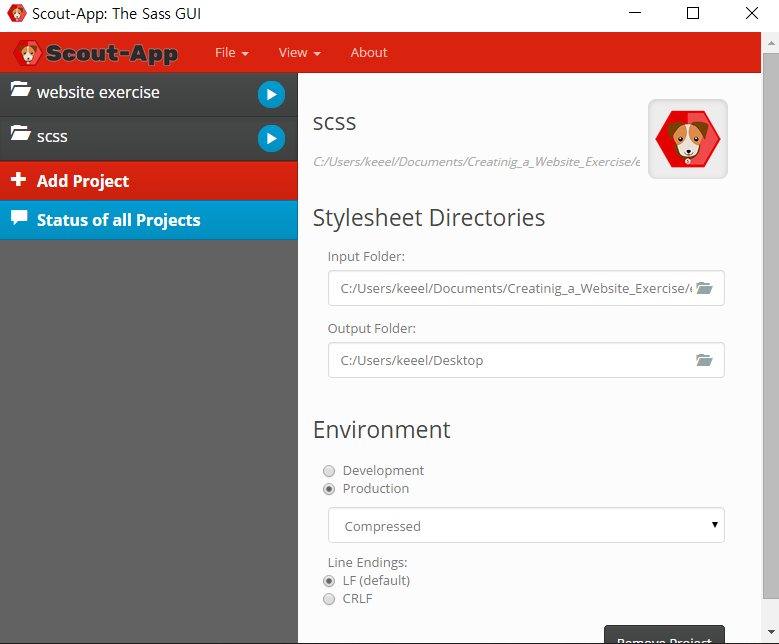 Scout-App: The Sass GUI
Scout-App File View About
website exercise
scss
Add Project
Status of all Projects
scss
C:/Users/keeel/Documents/Creatinig_a_Website_Exercise/e
Stylesheet Directories
Input Folder:
C:/Users/keeel/Documents/Creatinig_a_Website_Exercise/e
Output Folder:
C:/Users/keeel/Desktop
Environment
Development
Production
Compressed
Line Endings:
LF (default)
CRLF
Remove Project